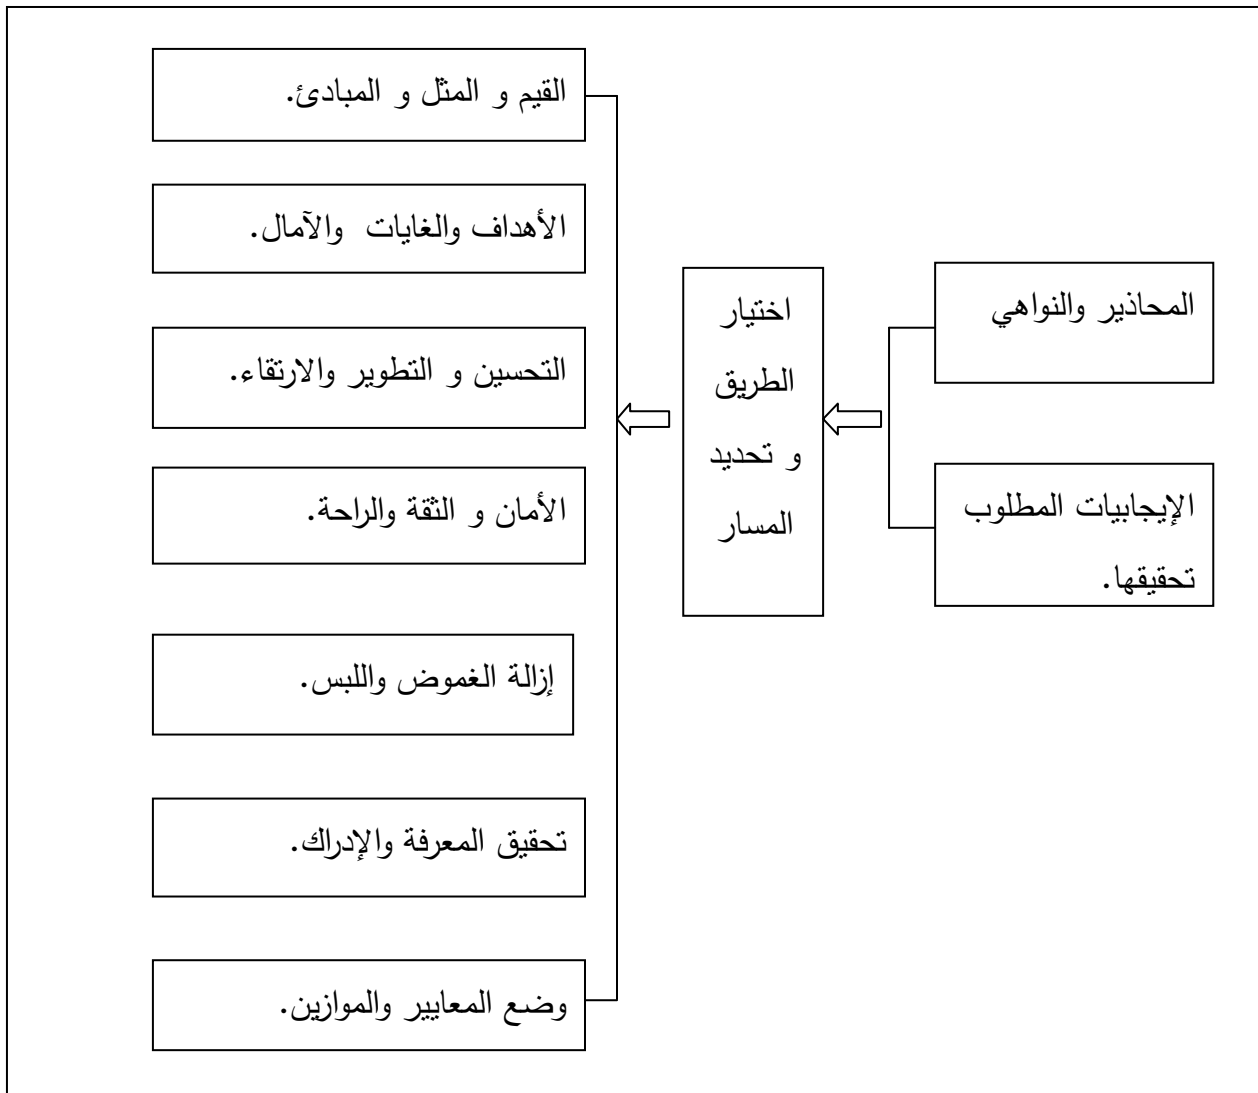 المحاذير والنواهي
الإيجابيات المطلوب
تحقيقها.
اختيار
الطريق
و تحديد
المسار
القيم و المثل و المبادئ.
الأهداف والغايات والآمال.
التحسين و التطوير والارتقاء.
الأمان و الثقة والراحة.
إزالة الغموض واللبس.
تحقيق المعرفة والإدراك.
وضع المعايير والموازين.